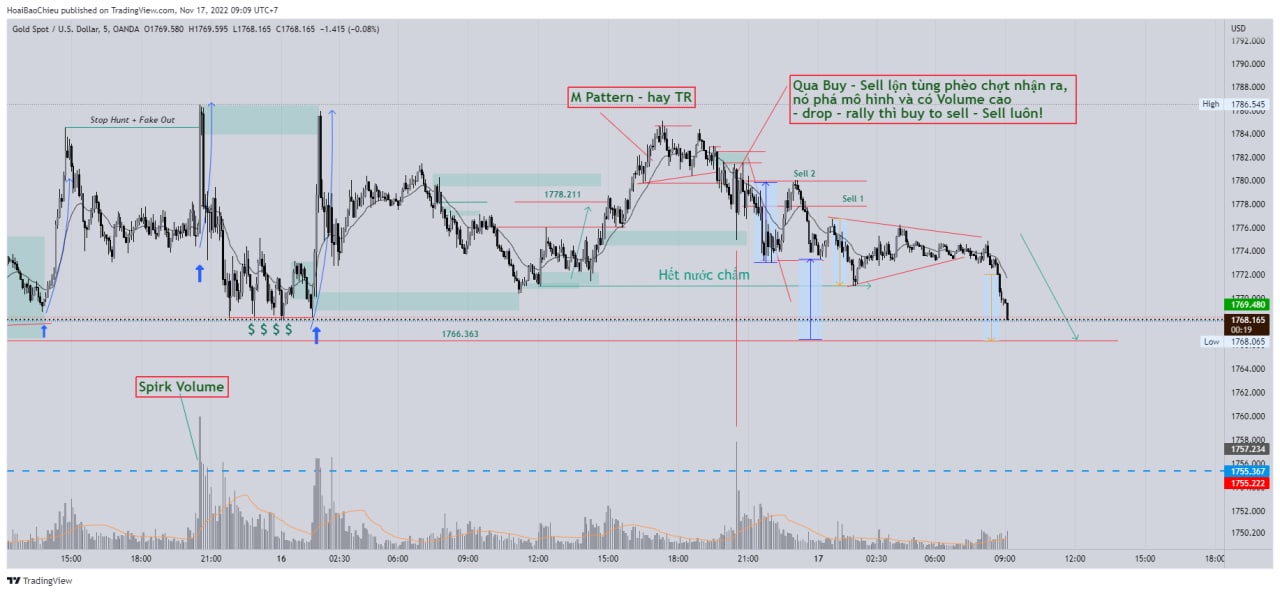 HoaiBaoChieu published on TradingView.com, Nov 17, 2022 09:09 UTC+7
Gold Spot / U.S. Dollar, 5, OANDA O1769.580 H1769.595 L1768.165 C1768.165 −1.415 (−0.08%)
USD
1792.000
1790.000
1788.000
High 1786.545
1784.000
1782.000
1780.000
1778.000
1776.000
1774.000
1772.000
1769.480
1768.165
00:19
Low 1768.065
1764.000
1762.000
1760.000
1758.000
1757.234
1755.367
1755.222
1752.000
1750.200
Stop Hunt + Fake Out
M Pattern - hay TR
Qua Buy - Sell lộn tùng phèo chợt nhận ra,
nó phá mô hình và có Volume cao
- drop - rally thì buy to sell - Sell luôn!
Sell 2
Sell 1
1778.211
Hết nước chấm
$ $ $ $
1766.363
Spirk Volume
15:00 18:00 21:00 16 02:30 06:00 09:00 12:00 15:00 18:00 21:00 17 02:30 06:00 09:00 12:00 15:00 18:00
TradingView